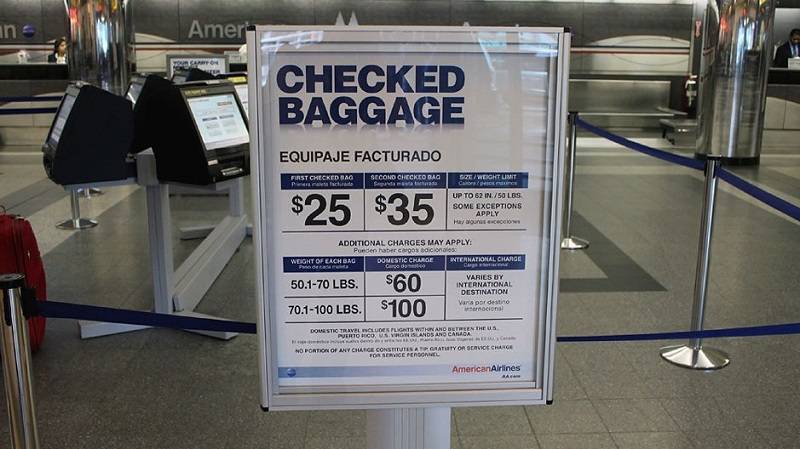 American
American Airlines
YOUR CARRY ON
CHECKED
BAGGAGE
EQUIPAJE FACTURADO
FIRST CHECKED BAG
Primera maleta facturada
$25
SECOND CHECKED BAG
Segunda maleta facturada
$35
SIZE / WEIGHT LIMIT
UP TO 62 IN./50 LBS.
SOME EXCEPTIONS
APPLY
Hay algunas excepciones
ADDITIONAL CHARGES MAY APPLY:
Pueden haber cargos adicionales:
WEIGHT OF EACH BAG
Peso de cada maleta
DOMESTIC CHARGE
Cargo doméstico
INTERNATIONAL CHARGE
Cargo internacional
50.1-70 LBS.
$60
70.1-100 LBS.
$100
VARIES BY
INTERNATIONAL
DESTINATION
Varía por destino
internacional
DOMESTIC TRAVEL INCLUDES FLIGHTS WITHIN AND BETWEEN THE U.S.,
PUERTO RICO, U.S. VIRGIN ISLANDS AND CANADA.
NO PORTION OF ANY CHARGE CONSTITUTES A TIP, GRATUITY OR SERVICE CHARGE
FOR SERVICE PERSONNEL.
AmericanAirlines
AA.com